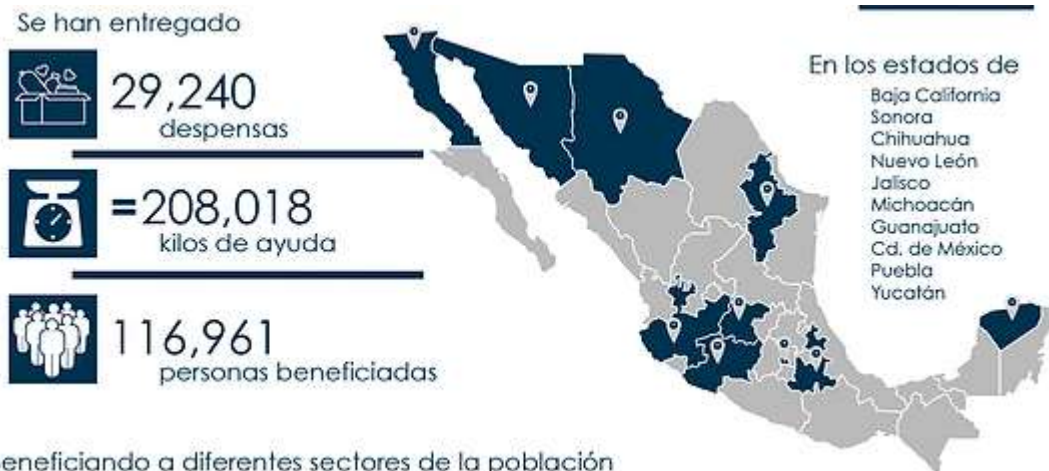 Se han entregado
29,240
despensas
=208,018
kilos de ayuda
116,961
personas beneficiadas
En los estados de
Baja California
Sonora
Chihuahua
Nuevo León
Jalisco
Michoacán
Guanajuato
Cd. de México
Puebla
Yucatán
eneficiando a diferentes sectores de la población